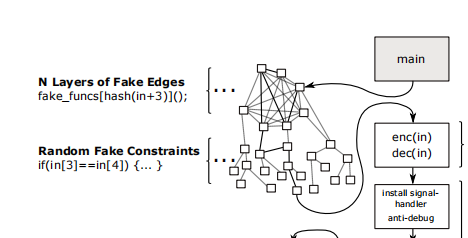 main
N Layers of Fake Edges
fake_funcs[hash(in+3)]();
...
Random Fake Constraints
if(in[3]==in[4]) {... }
...
enc(in)
dec(in)
install signal-
handler
anti-debug